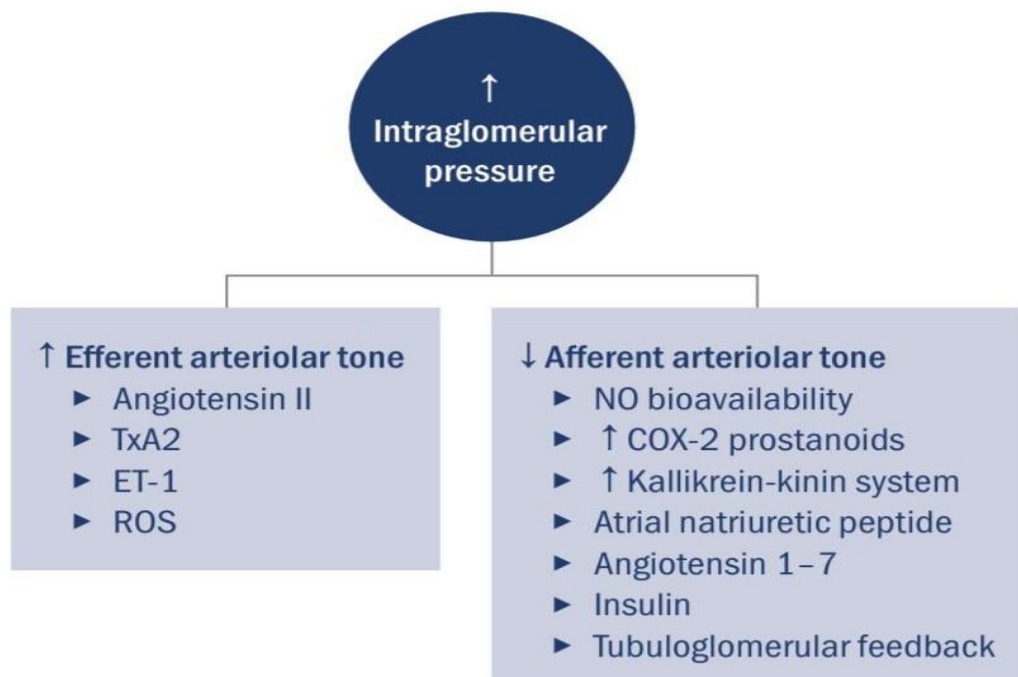 ↑
Intraglomerular
pressure
↑ Efferent arteriolar tone
► Angiotensin II
► TxA2
► ET-1
► ROS
↓ Afferent arteriolar tone
► NO bioavailability
► ↑ COX-2 prostanoids
► ↑ Kallikrein-kinin system
► Atrial natriuretic peptide
► Angiotensin 1–7
► Insulin
► Tubuloglomerular feedback